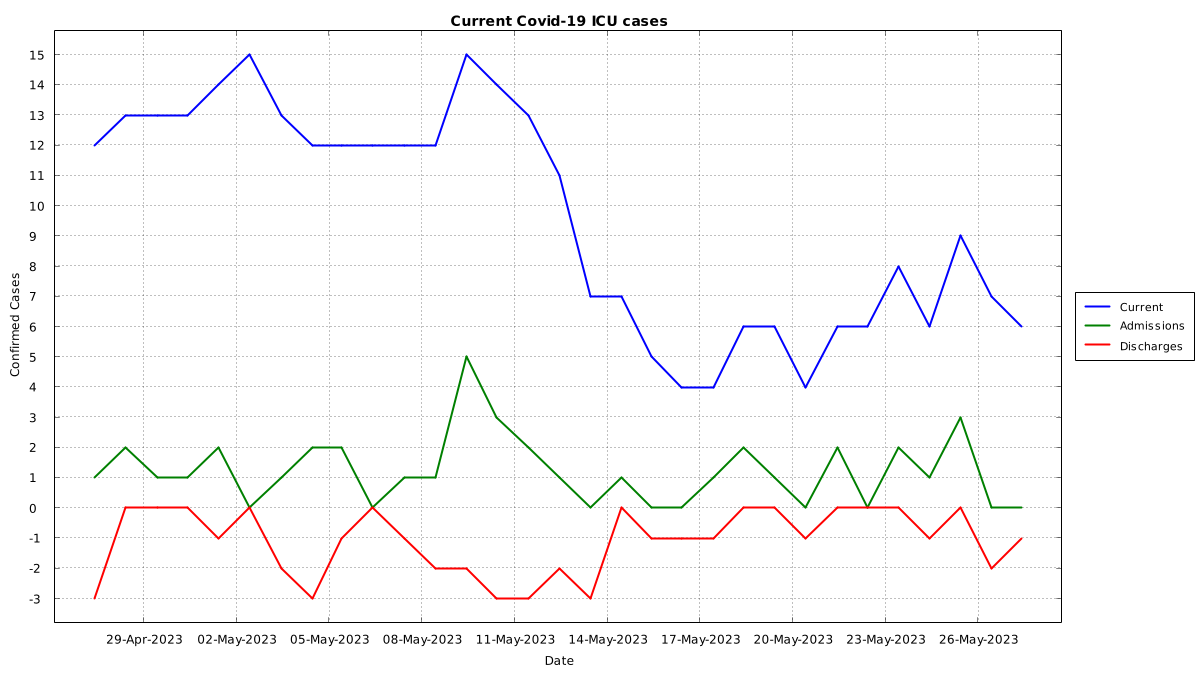 Current Covid-19 ICU cases
15
14
13
12
11
10
9
8
7
6
5
4
3
2
1
0
-1
-2
-3
Confirmed Cases
29-Apr-2023 02-May-2023 05-May-2023 08-May-2023 11-May-2023 14-May-2023 17-May-2023 20-May-2023 23-May-2023 26-May-2023
Date
Current
Admissions
Discharges